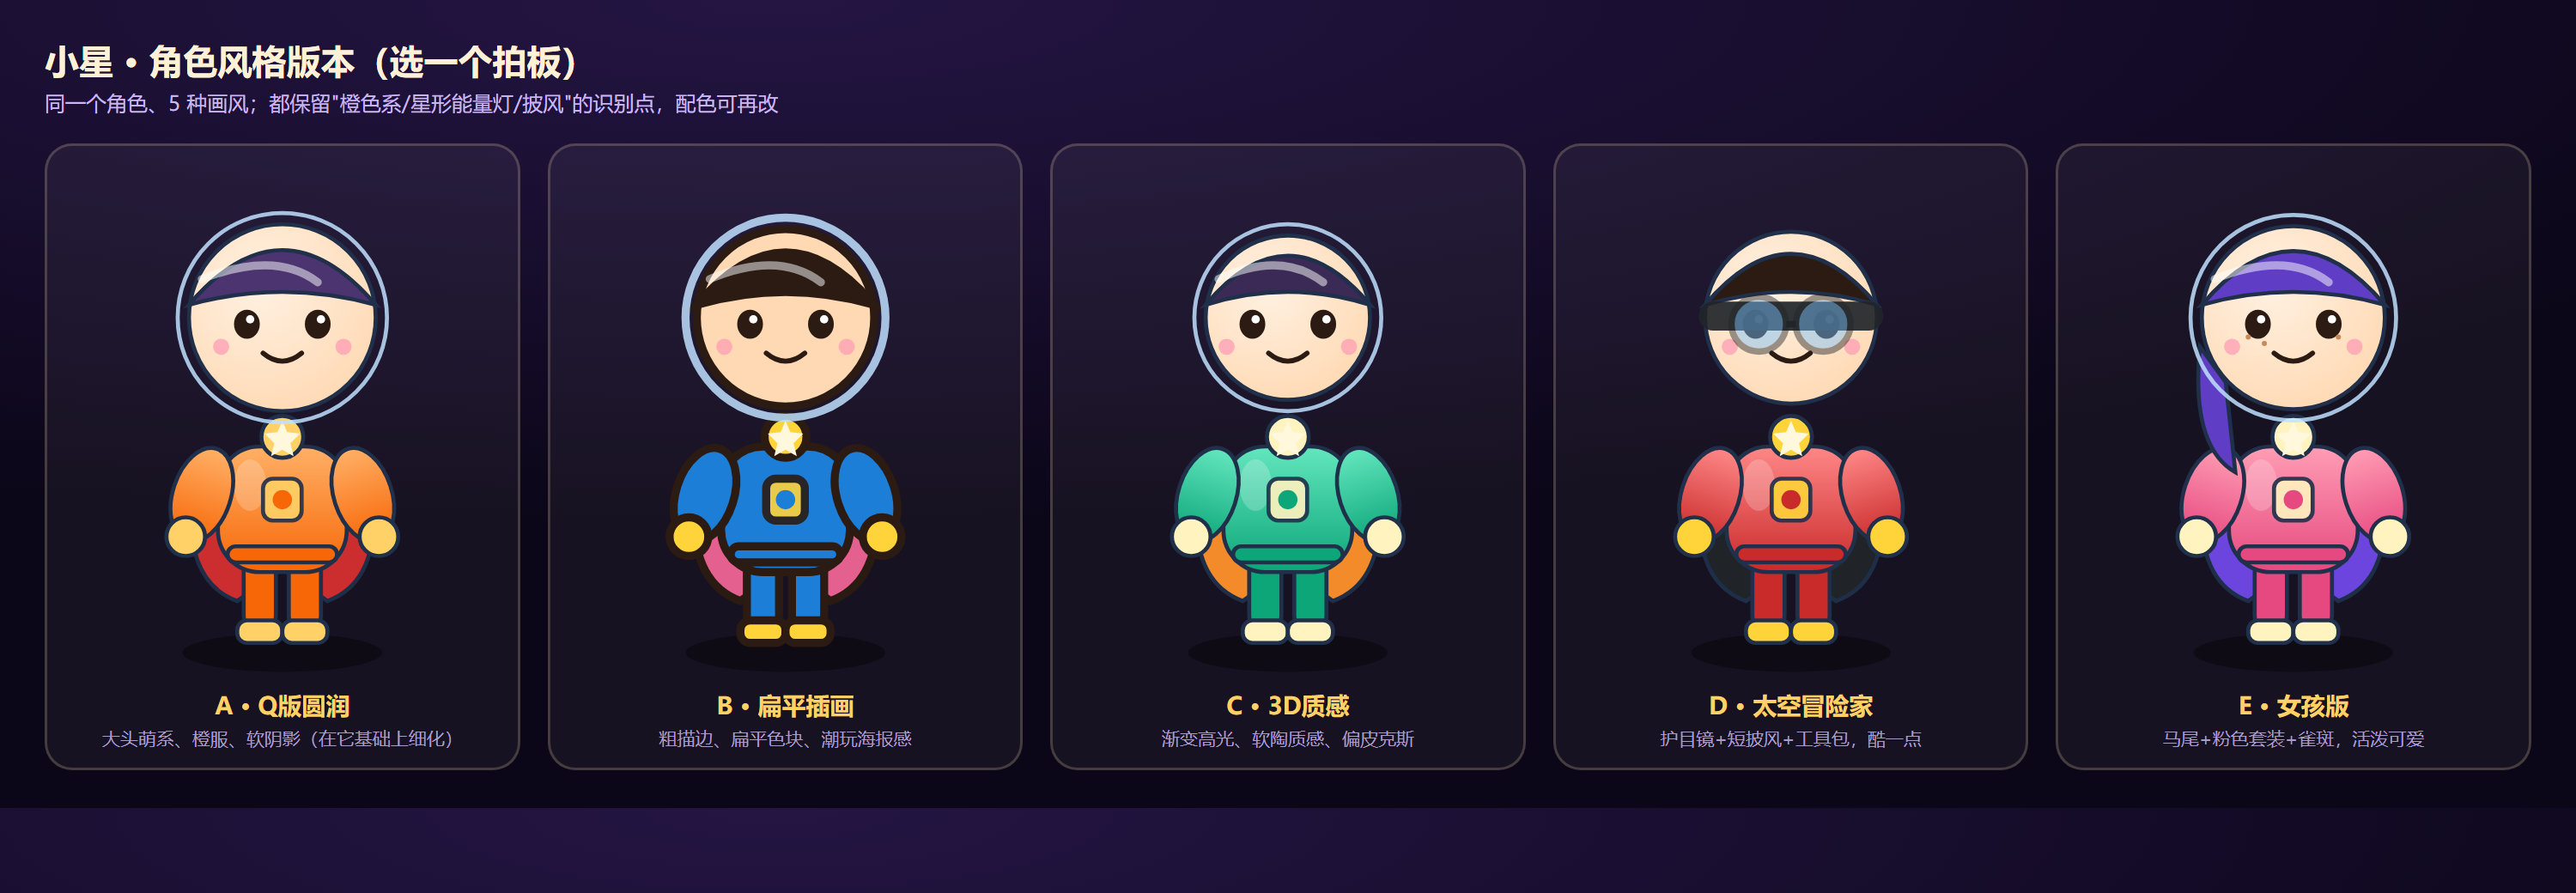 小星 • 角色风格版本（选一个拍板）
同一个角色、5 种画风；都保留"橙色系/星形能量灯/披风"的识别点，配色可再改
A • Q版圆润
大头萌系、橙服、软阴影（在它基础上细化）
B • 扁平插画
粗描边、扁平色块、潮玩海报感
C • 3D质感
渐变高光、软陶质感、偏皮克斯
D • 太空冒险家
护目镜+短披风+工具包，酷一点
E • 女孩版
马尾+粉色套装+雀斑，活泼可爱